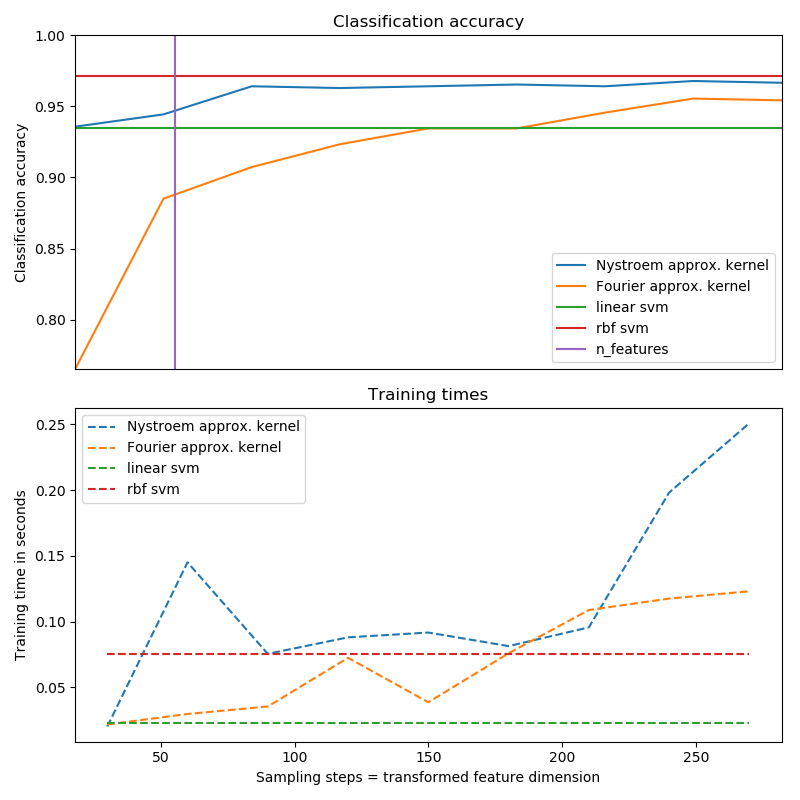 Classification accuracy
1.00
0.95
0.90
0.85
0.80
Classification accuracy
Nystroem approx. kernel
Fourier approx. kernel
linear svm
rbf svm
n_features
Training times
0.25
0.20
0.15
0.10
0.05
Training time in seconds
Nystroem approx. kernel
Fourier approx. kernel
linear svm
rbf svm
50 100 150 200 250
Sampling steps = transformed feature dimension